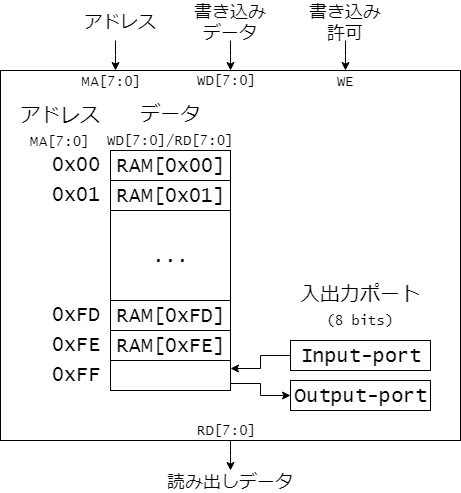 アドレス
書き込み
データ
書き込み
許可
MA[7:0]
WD[7:0]
WE
アドレス
データ
MA[7:0]
WD[7:0]/RD[7:0]
0x00
RAM[0x00]
0x01
RAM[0x01]
...
0xFD
RAM[0xFD]
0xFE
RAM[0xFE]
0xFF
入出力ポート
(8 bits)
Input-port
Output-port
RD[7:0]
読み出しデータ